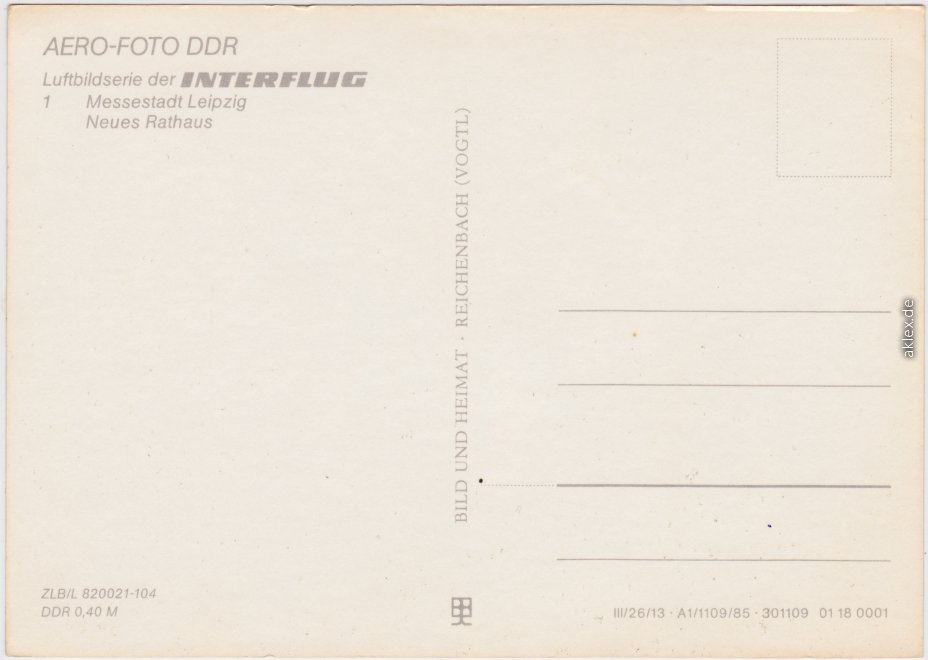 AERO-FOTO DDR
Luftbildserie der INTERFLUG
1 Messestadt Leipzig
Neues Rathaus
BILD UND HEIMAT · REICHENBACH (VOGTL)
aklex.de
ZLB/L 820021-104
DDR 0,40 M
III/26/13 · A1/1109/85 · 301109 01 18 0001